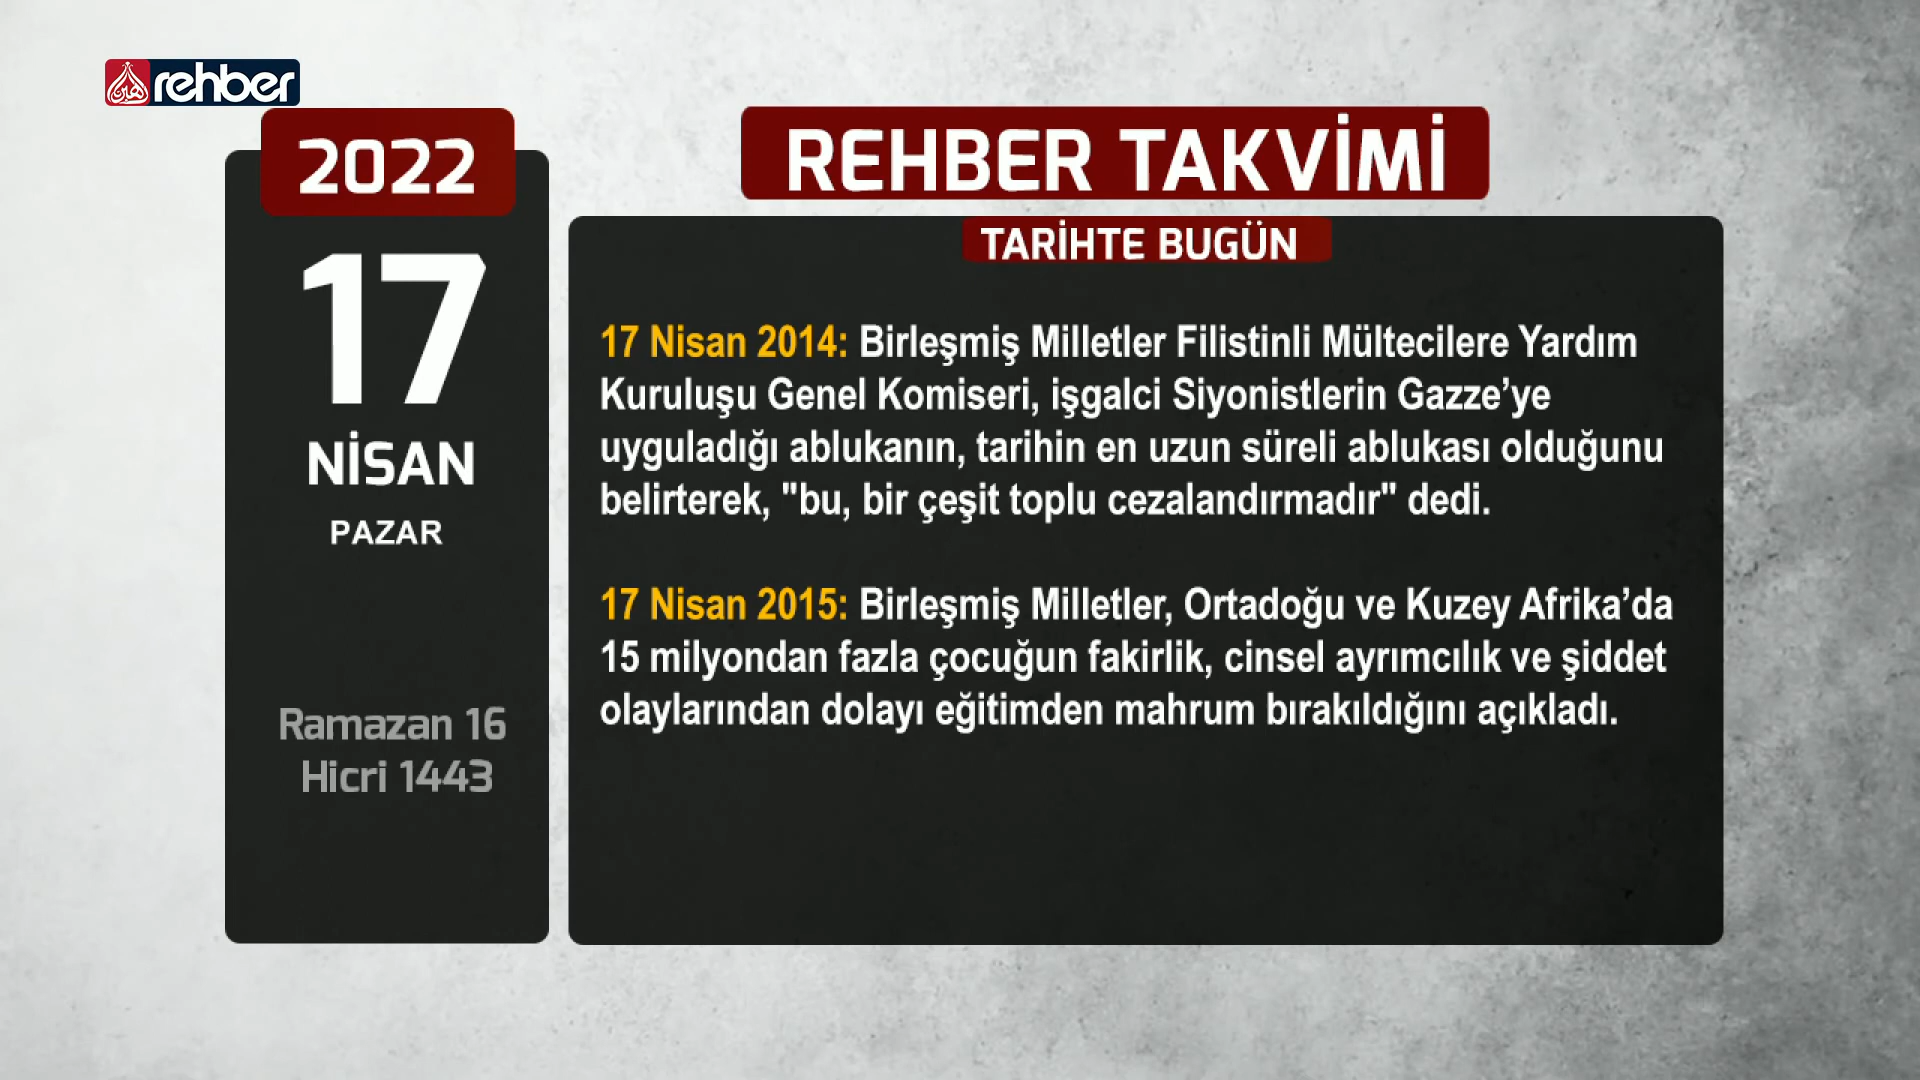 rehber
2022
17
NİSAN
PAZAR
Ramazan 16
Hicri 1443
REHBER TAKVİMİ
TARİHTE BUGÜN
17 Nisan 2014: Birleşmiş Milletler Filistinli Mültecilere Yardım
Kuruluşu Genel Komiseri, işgalci Siyonistlerin Gazze’ye
uyguladığı ablukanın, tarihin en uzun süreli ablukası olduğunu
belirterek, "bu, bir çeşit toplu cezalandırmadır" dedi.
17 Nisan 2015: Birleşmiş Milletler, Ortadoğu ve Kuzey Afrika’da
15 milyondan fazla çocuğun fakirlik, cinsel ayrımcılık ve şiddet
olaylarından dolayı eğitimden mahrum bırakıldığını açıkladı.